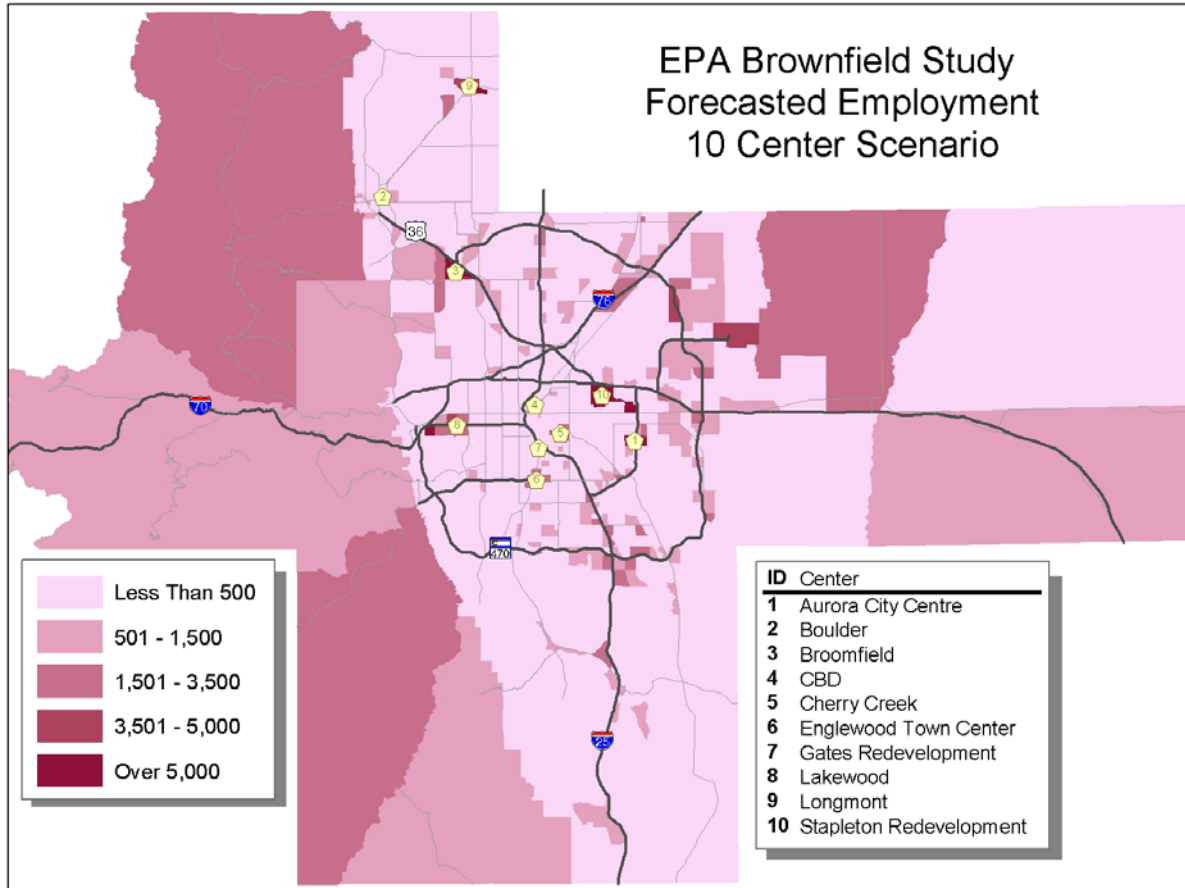 EPA Brownfield Study
Forecasted Employment
10 Center Scenario
9
2
36
3
76
70
10
4
8
5
1
7
6
470
25
Less Than 500
501 - 1,500
1,501 - 3,500
3,501 - 5,000
Over 5,000
ID Center
1 Aurora City Centre
2 Boulder
3 Broomfield
4 CBD
5 Cherry Creek
6 Englewood Town Center
7 Gates Redevelopment
8 Lakewood
9 Longmont
10 Stapleton Redevelopment